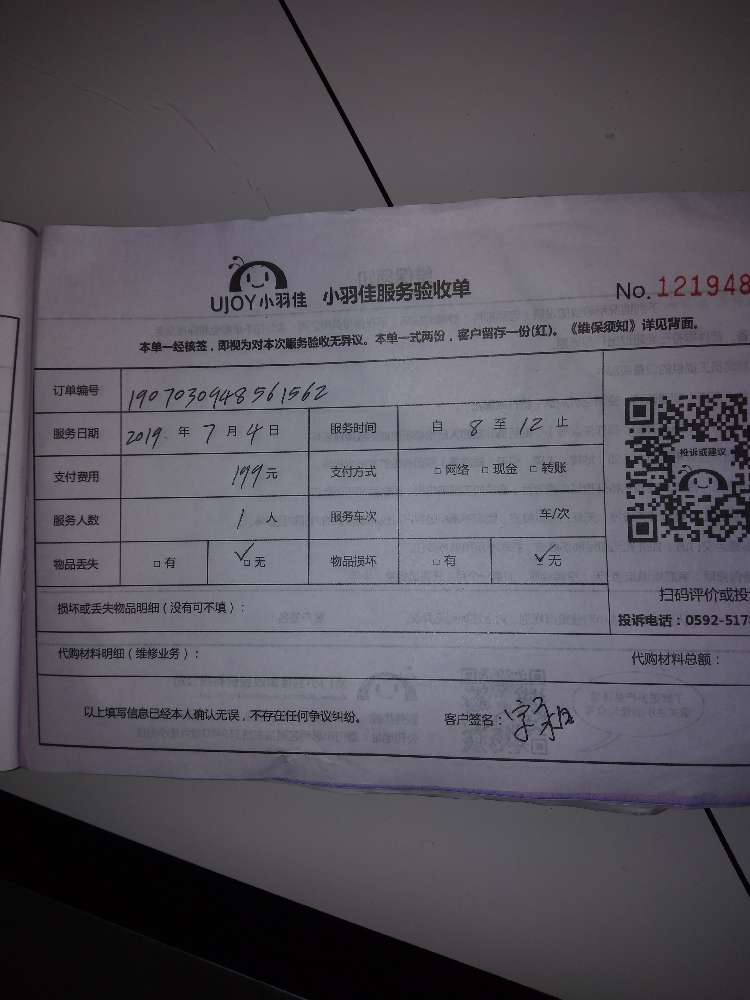 UJOY小羽佳 小羽佳服务验收单 No. 121948
本单一经核签，即视为对本次服务验收无异议。本单一式两份，客户留存一份(红)。《维保须知》详见背面。
订单编号 1907030948561562
服务日期 2019 年 7 月 4 日 服务时间 自 8 至 12 止
支付费用 199元 支付方式 □网络 □现金 □转账
投诉或建议
服务人数 1 人 服务车次 车/次
物品丢失 □有 ✓□无 物品损坏 □有 ✓□无
扫码评价或投
损坏或丢失物品明细（没有可不填）：
投诉电话：0592-517
代购材料明细（维修业务）： 代购材料总额：
以上填写信息已经本人确认无误，不存在任何争议纠纷。 客户签名：